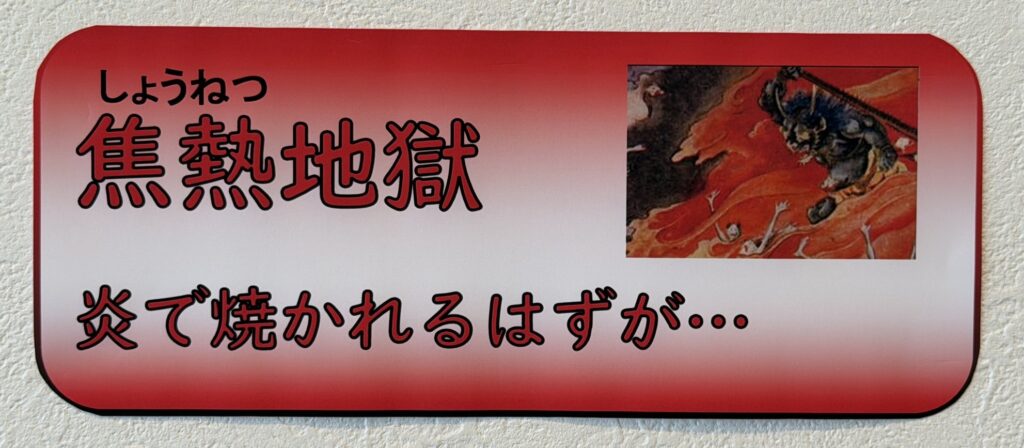 しょうねつ
焦熱地獄
炎で焼かれるはずが…